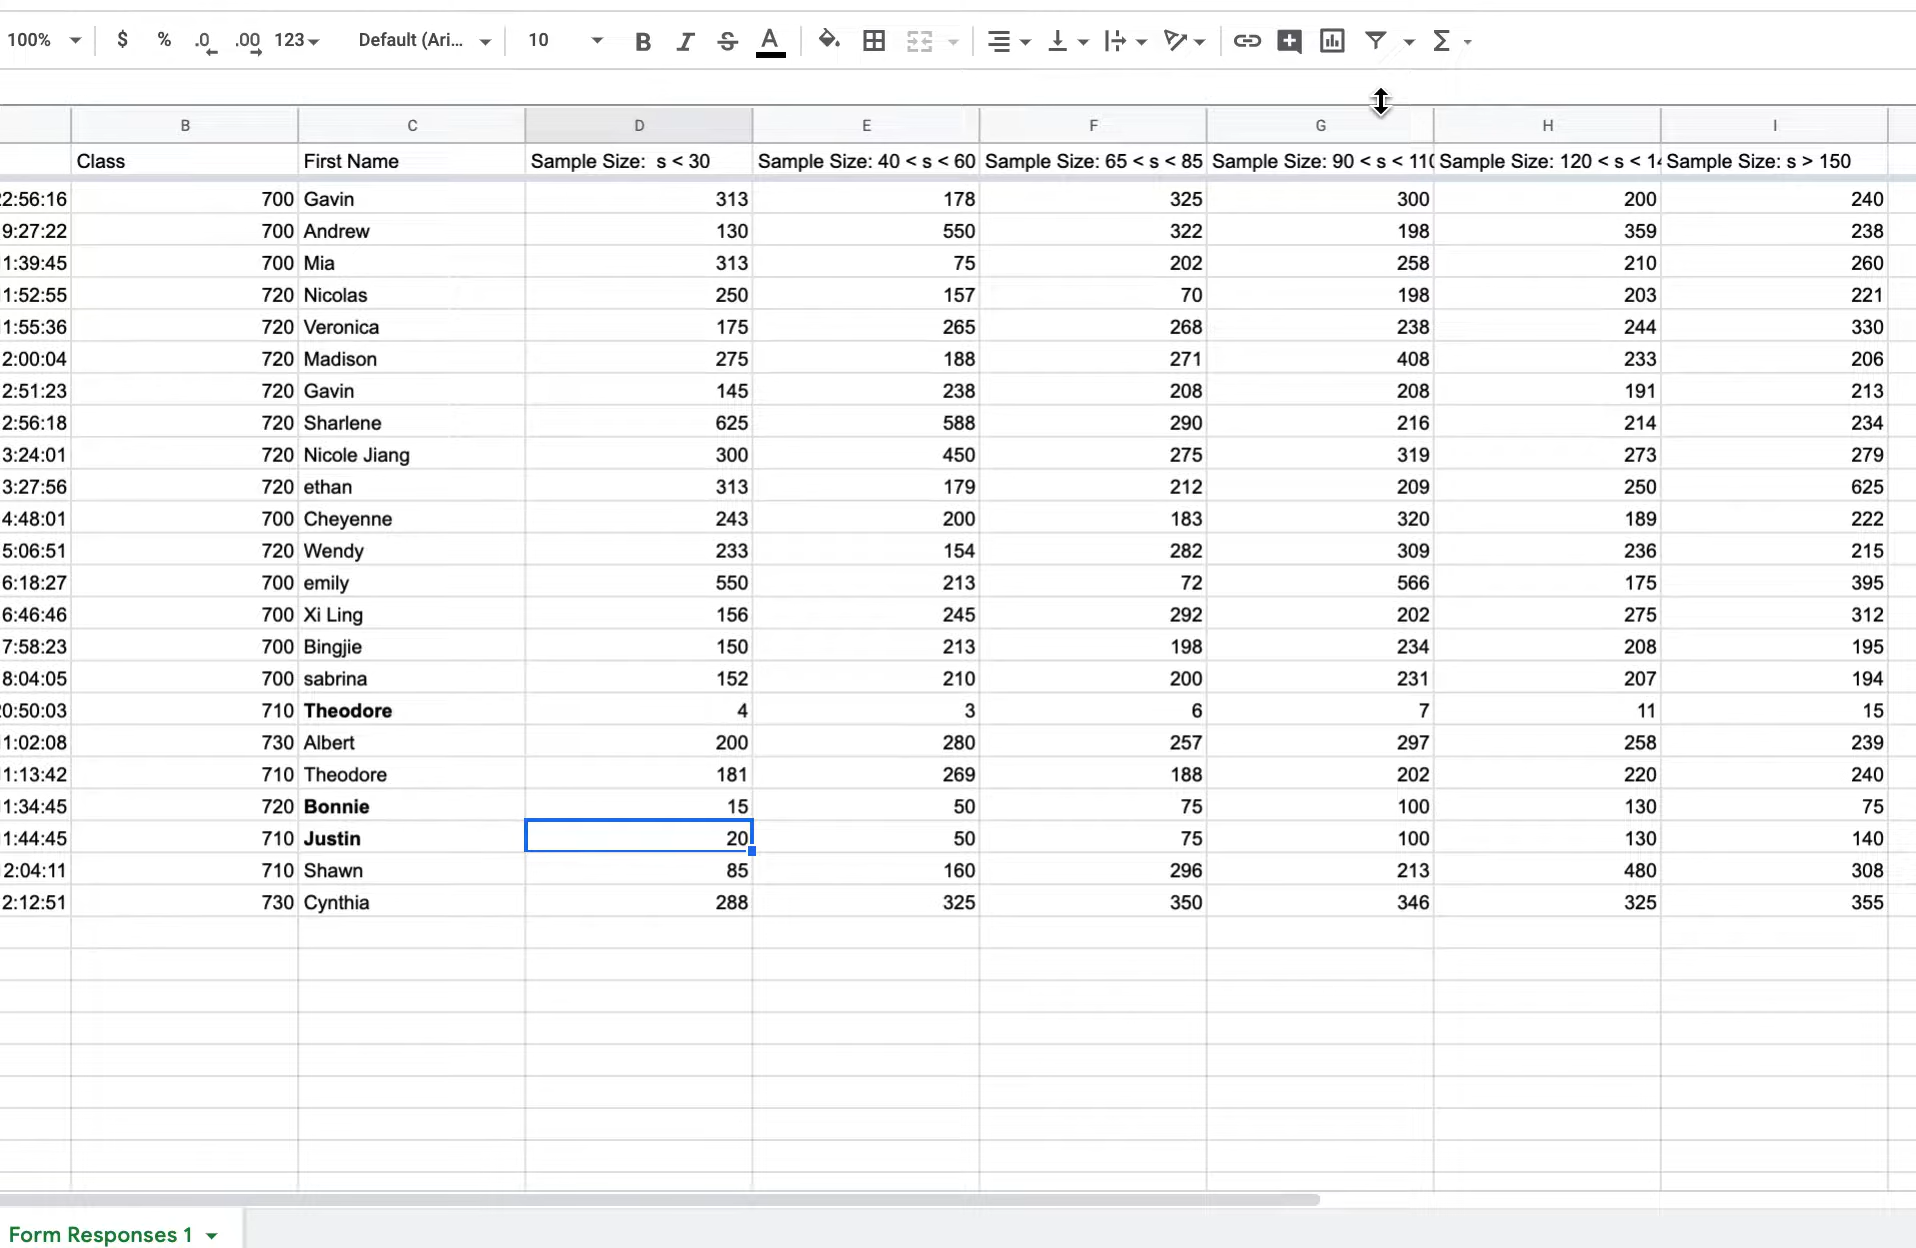 100% $ % .0 .00 123 Default (Ari... 10 B I S A Σ
B C D E F G H I
Class First Name Sample Size: s < 30 Sample Size: 40 < s < 60 Sample Size: 65 < s < 85 Sample Size: 90 < s < 110 Sample Size: 120 < s < 14 Sample Size: s > 150
2:56:16 700 Gavin 313 178 325 300 200 240
9:27:22 700 Andrew 130 550 322 198 359 238
1:39:45 700 Mia 313 75 202 258 210 260
1:52:55 720 Nicolas 250 157 70 198 203 221
1:55:36 720 Veronica 175 265 268 238 244 330
2:00:04 720 Madison 275 188 271 408 233 206
2:51:23 720 Gavin 145 238 208 208 191 213
2:56:18 720 Sharlene 625 588 290 216 214 234
3:24:01 720 Nicole Jiang 300 450 275 319 273 279
3:27:56 720 ethan 313 179 212 209 250 625
4:48:01 700 Cheyenne 243 200 183 320 189 222
5:06:51 720 Wendy 233 154 282 309 236 215
6:18:27 700 emily 550 213 72 566 175 395
6:46:46 700 Xi Ling 156 245 292 202 275 312
7:58:23 700 Bingjie 150 213 198 234 208 195
8:04:05 700 sabrina 152 210 200 231 207 194
0:50:03 710 Theodore 4 3 6 7 11 15
1:02:08 730 Albert 200 280 257 297 258 239
1:13:42 710 Theodore 181 269 188 202 220 240
1:34:45 720 Bonnie 15 50 75 100 130 75
1:44:45 710 Justin 20 50 75 100 130 140
2:04:11 710 Shawn 85 160 296 213 480 308
2:12:51 730 Cynthia 288 325 350 346 325 355
Form Responses 1